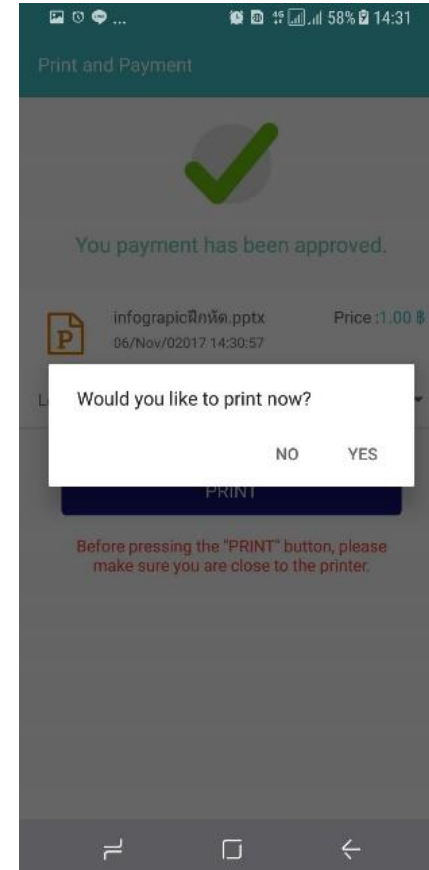 58% 14:31
Print and Payment
You payment has been approved.
infograpicฝึกหัด.pptx Price :1.00 ฿
P
06/Nov/02017 14:30:57
Would you like to print now?
NO YES
PRINT
Before pressing the "PRINT" button, please
make sure you are close to the printer.